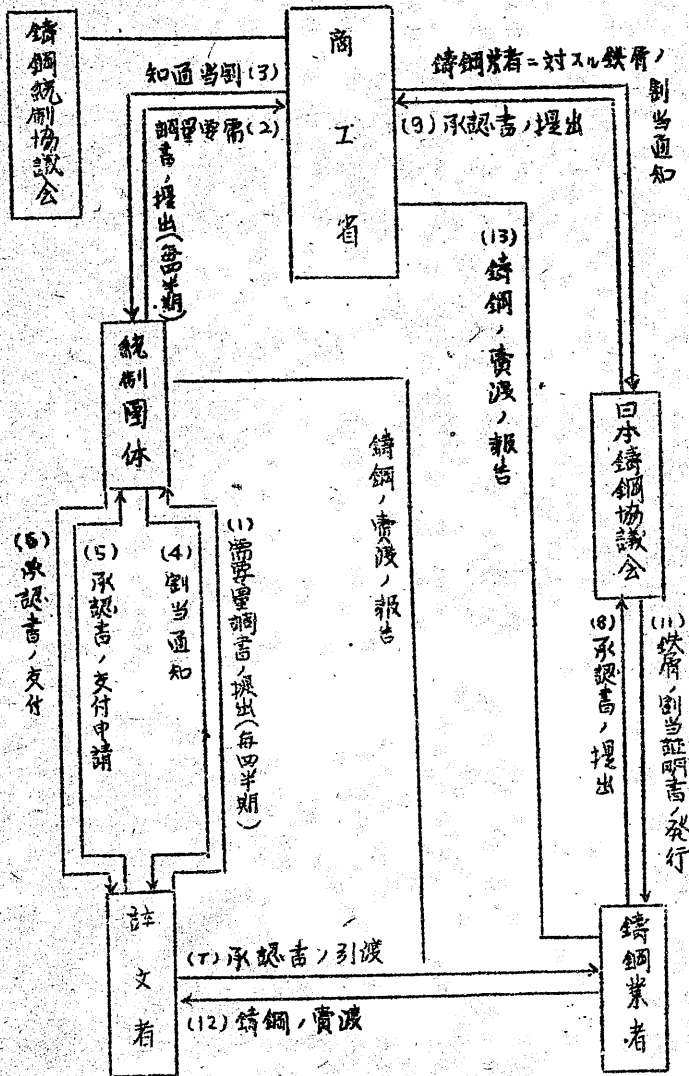 鋳鋼統制協議会
商工省
知通当割(3)
調量要需(2)
書ノ提出(毎四半期)
鋳鋼業者ニ対スル鉄屑ノ
割当通知
(9)承認書ノ提出
(13)鋳鋼ノ賣渡ノ報告
統制團体
鋳鋼ノ賣渡ノ報告
日本鋳鋼協議会
(1)需要量調書ノ提出(毎四半期)
(4)割当通知
(5)承認書ノ交付申請
(6)承認書ノ交付
(8)承認書ノ提出
(11)鉄屑ノ割当証明書ノ発行
註文者
(7)承認書ノ引渡
(12)鋳鋼ノ賣渡
鋳鋼業者